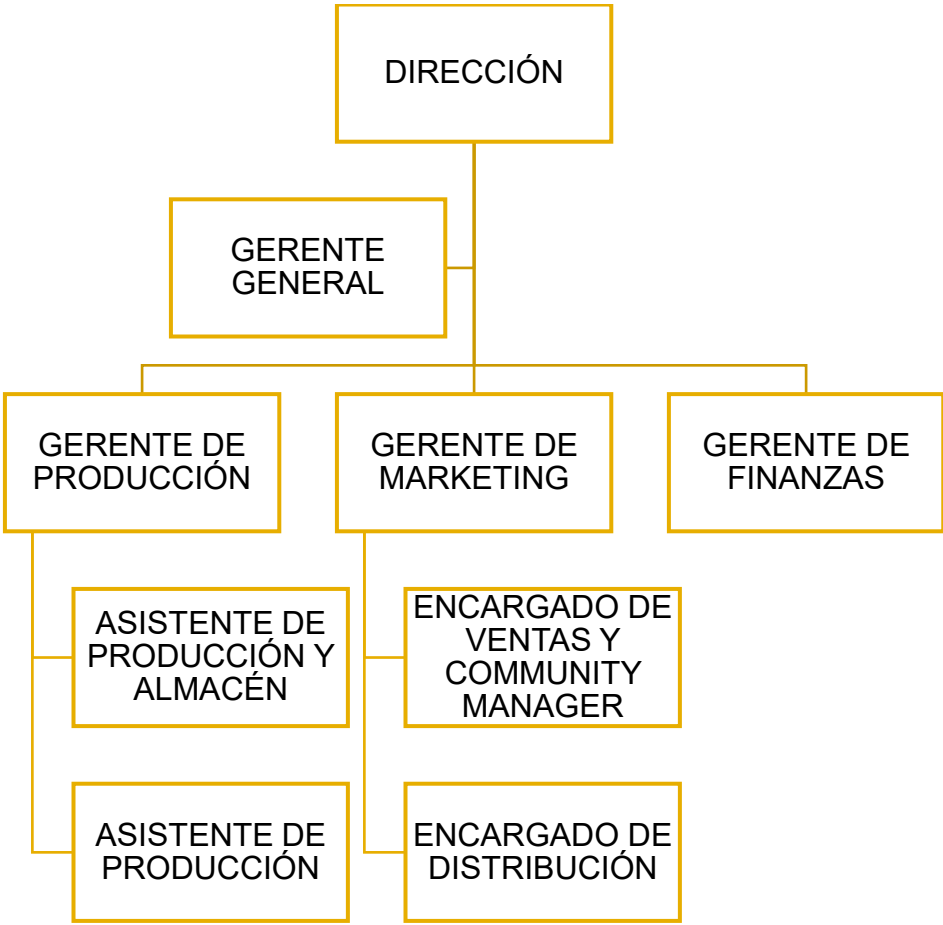 DIRECCIÓN
GERENTE
GENERAL
GERENTE DE
PRODUCCIÓN
GERENTE DE
MARKETING
GERENTE DE
FINANZAS
ASISTENTE DE
PRODUCCIÓN Y
ALMACÉN
ENCARGADO DE
VENTAS Y
COMMUNITY
MANAGER
ASISTENTE DE
PRODUCCIÓN
ENCARGADO DE
DISTRIBUCIÓN